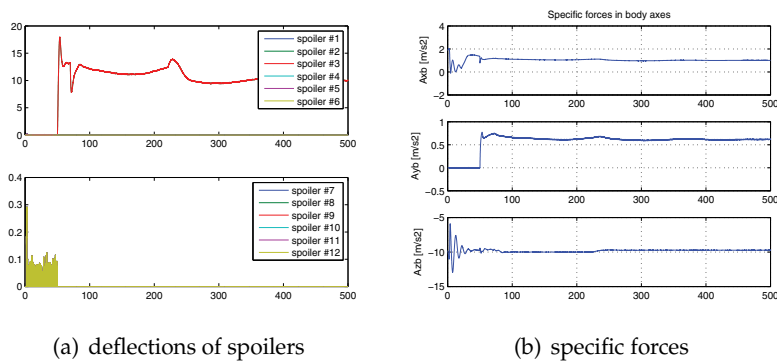 20
15
10
5
0
0
100
200
300
400
500
spoiler #1
spoiler #2
spoiler #3
spoiler #4
spoiler #5
spoiler #6
0.4
0.3
0.2
0.1
0
0
100
200
300
400
500
spoiler #7
spoiler #8
spoiler #9
spoiler #10
spoiler #11
spoiler #12
(a) deflections of spoilers
Specific forces in body axes
Axb [m/s2]
4
2
0
−2
0
100
200
300
400
500
Ayb [m/s2]
1
0.5
0
−0.5
0
100
200
300
400
500
Azb [m/s2]
−5
−10
−15
0
100
200
300
400
500
(b) specific forces